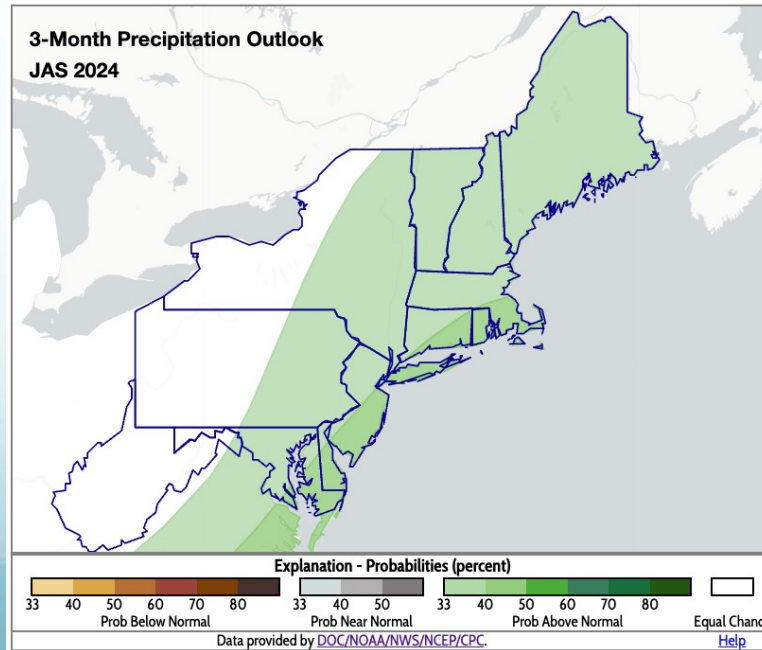 3-Month Precipitation Outlook
JAS 2024
Explanation - Probabilities (percent)
33 40 50 60 70 80 33 40 50 33 40 50 60 70 80
Prob Below Normal Prob Near Normal Prob Above Normal Equal Chanc
Data provided by DOC/NOAA/NWS/NCEP/CPC. Help